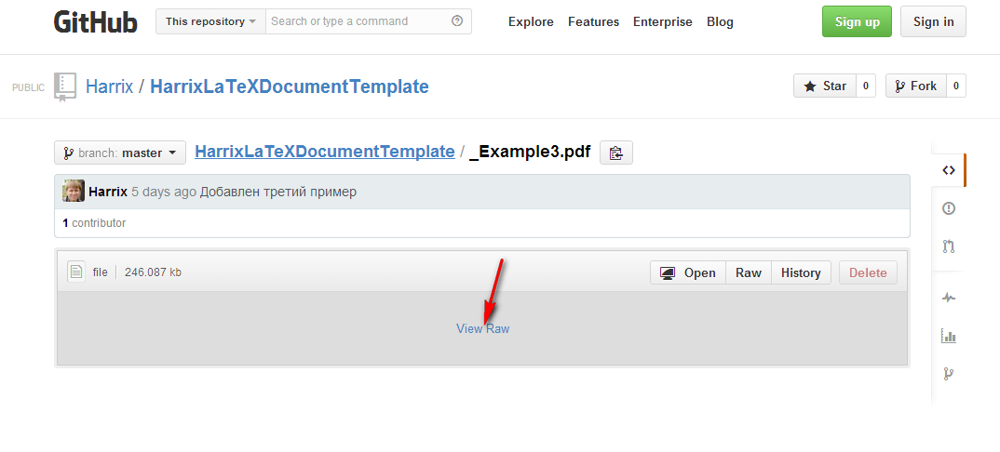 GitHub This repository Search or type a command Explore Features Enterprise Blog Sign up Sign in
PUBLIC Harrix / HarrixLaTeXDocumentTemplate Star 0 Fork 0
branch: master HarrixLaTeXDocumentTemplate / _Example3.pdf
Harrix 5 days ago Добавлен третий пример
1 contributor
file 246.087 kb Open Raw History Delete
View Raw